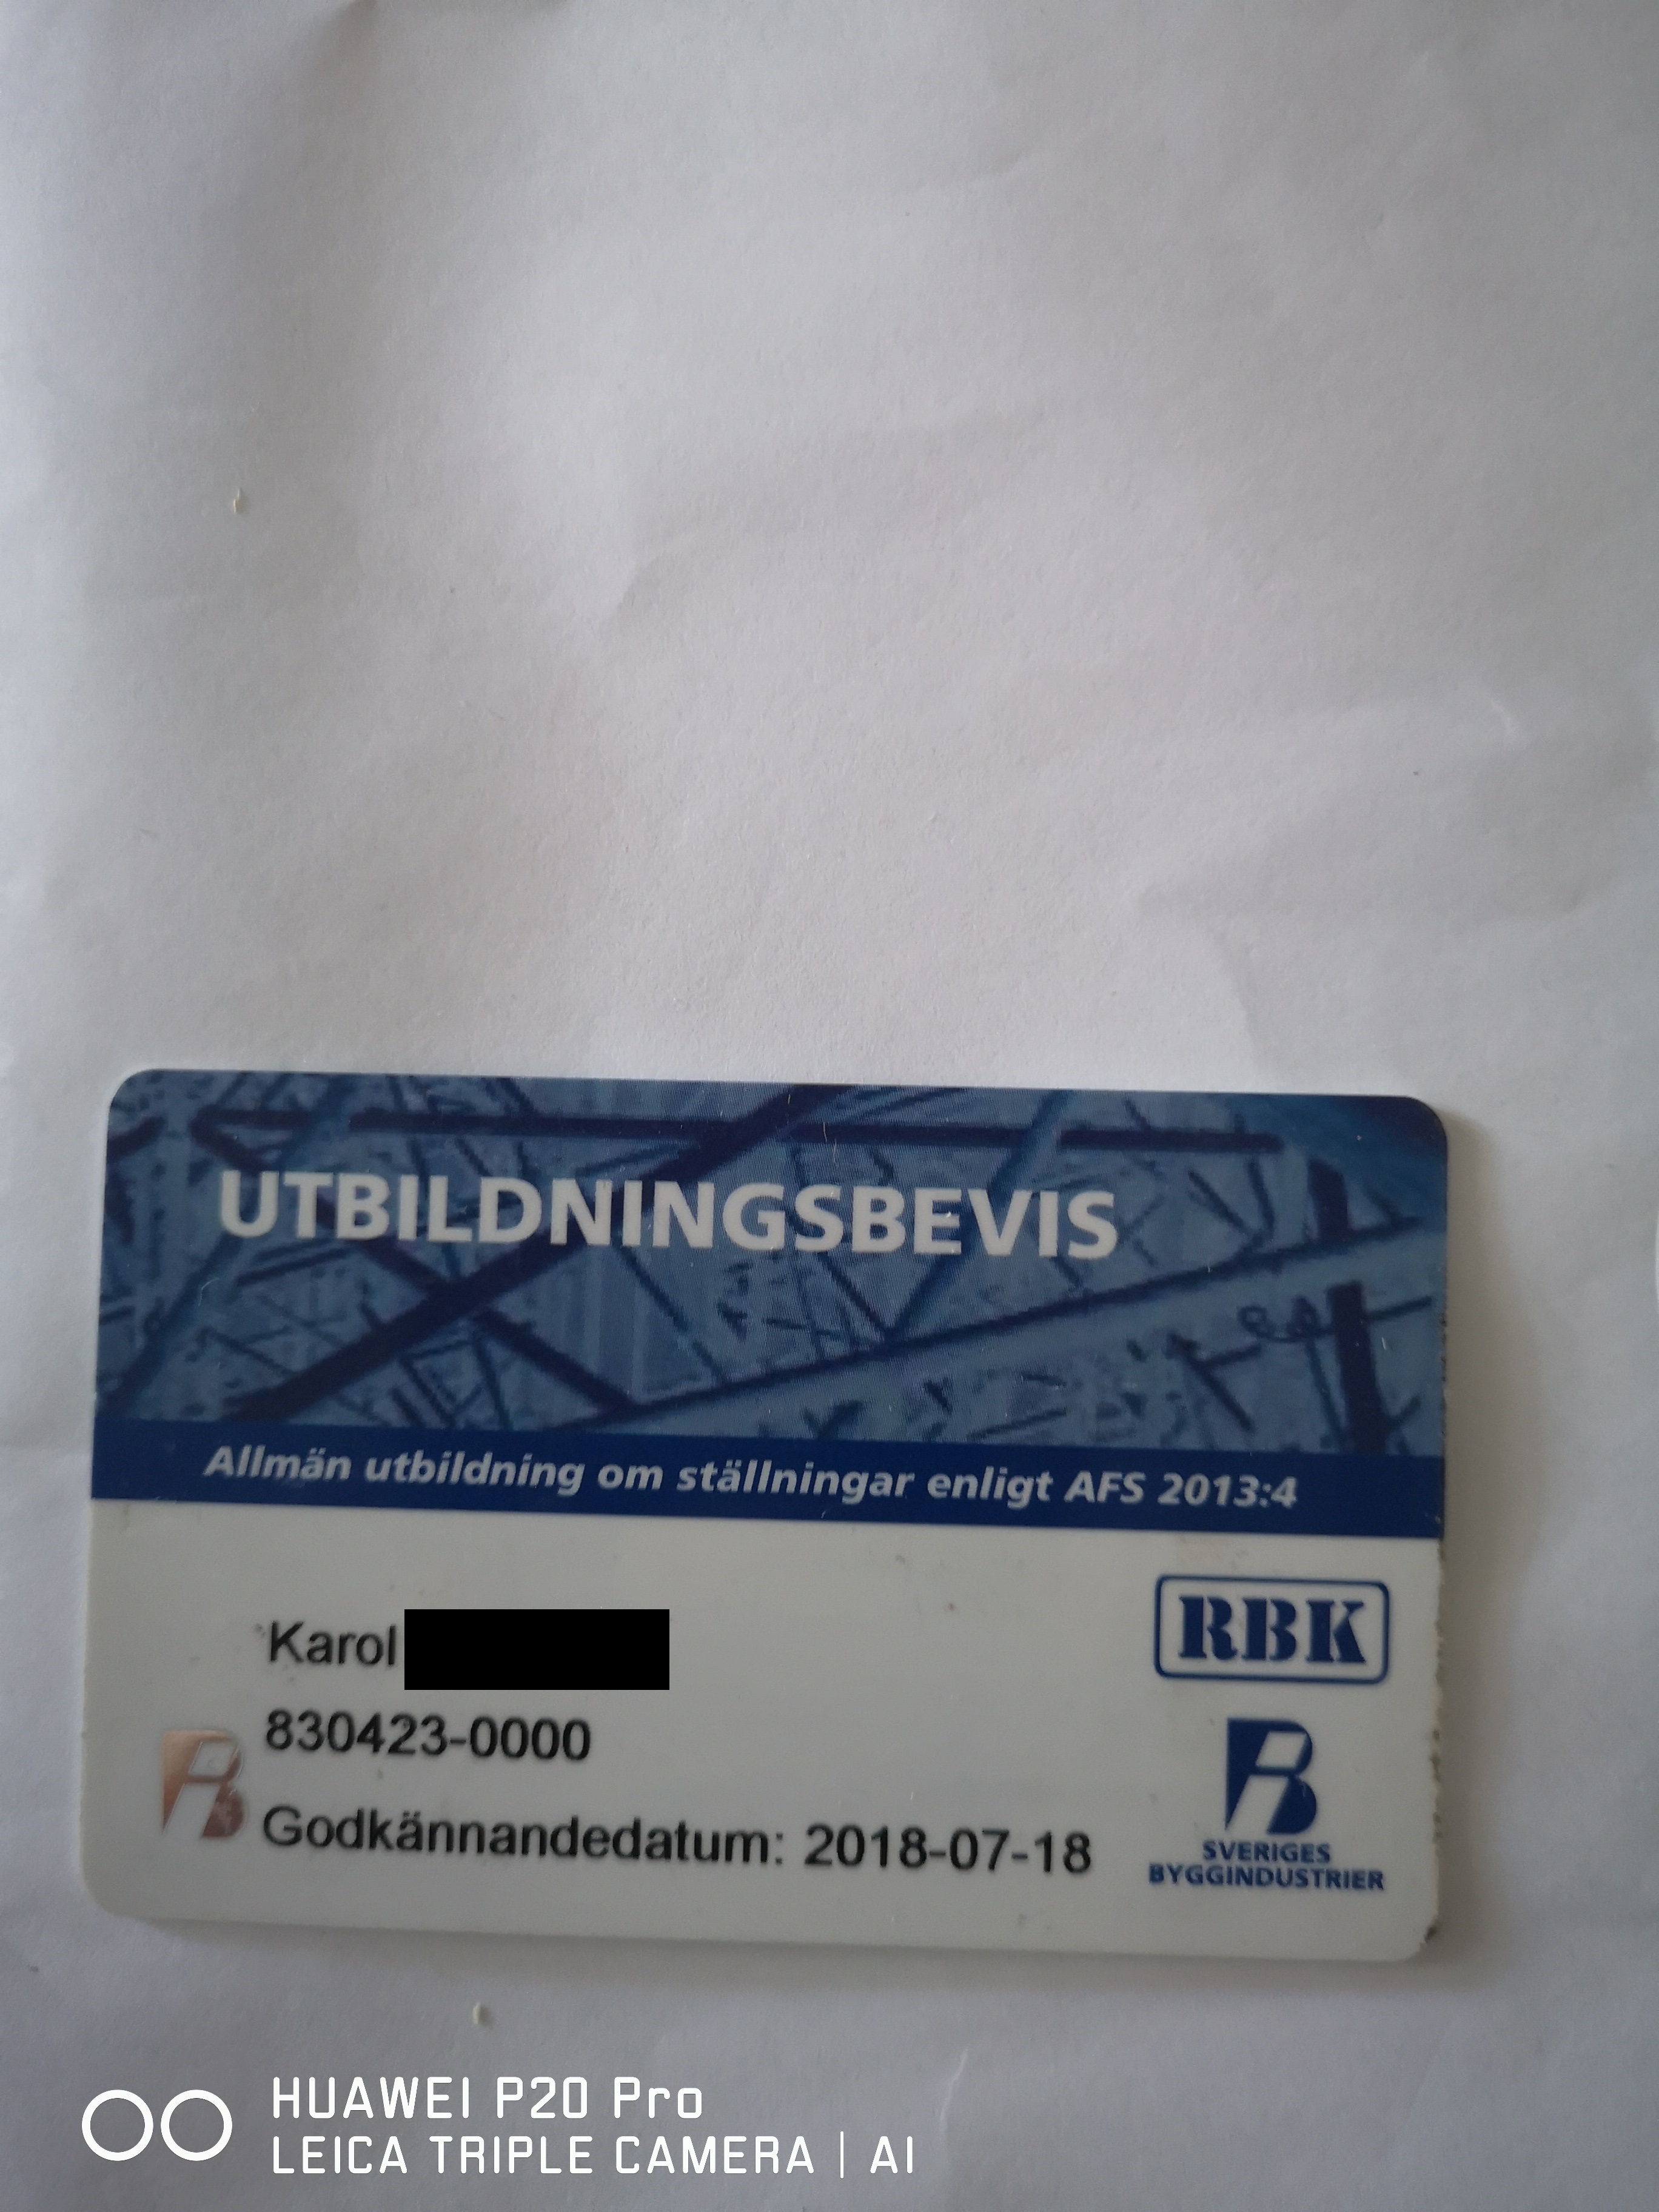 UTBILDNINGSBEVIS
Allmän utbildning om ställningar enligt AFS 2013:4
Karol
830423-0000
Godkännandedatum: 2018-07-18
RBK
SVERIGES
BYGGINDUSTRIER
HUAWEI P20 Pro
LEICA TRIPLE CAMERA | AI